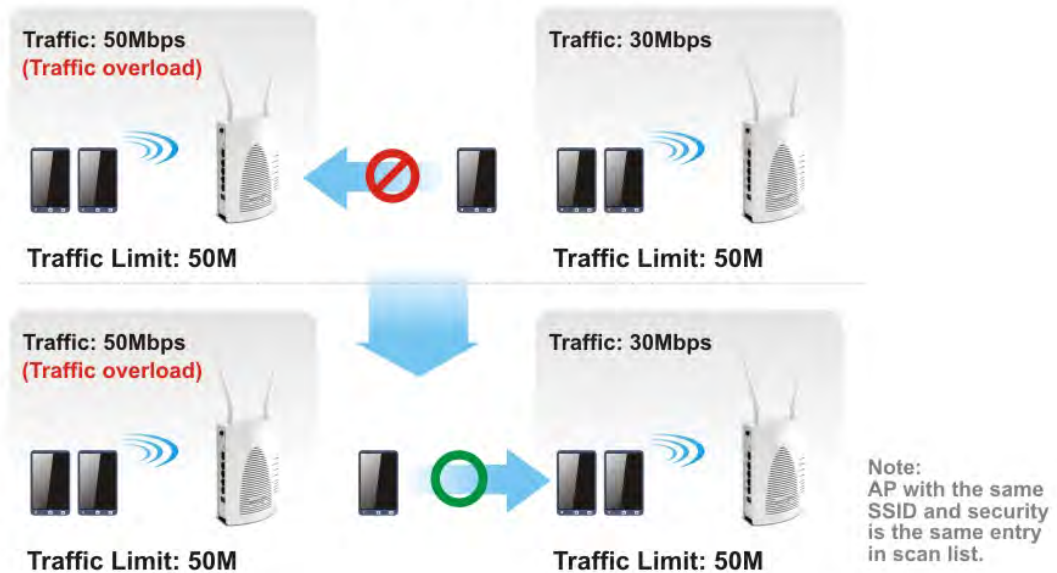 Traffic: 50Mbps
(Traffic overload)
Traffic: 30Mbps
Traffic Limit: 50M
Traffic Limit: 50M
Traffic: 50Mbps
(Traffic overload)
Traffic: 30Mbps
Traffic Limit: 50M
Traffic Limit: 50M
Note:
AP with the same
SSID and security
is the same entry
in scan list.